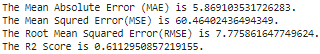 The Mean Absolute Error (MAE) is 5.869103531726283.
The Mean Squred Error(MSE) is 60.46402436494349.
The Root Mean Squared Error(RMSE) is 7.775861647749624.
The R2 Score is 0.6112950857219155.